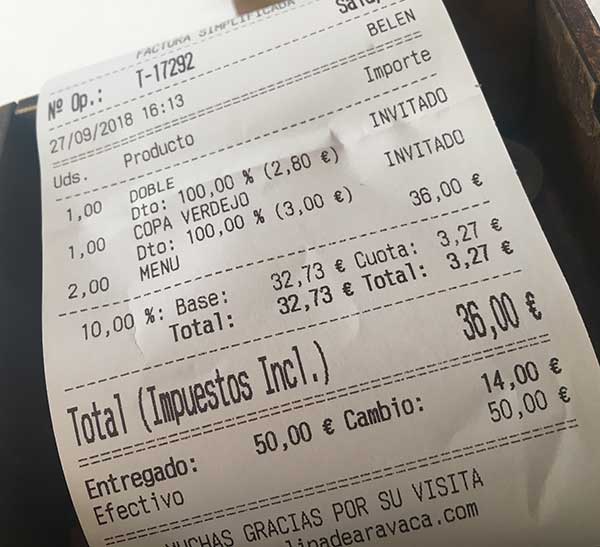 FACTURA SIMPLIFICADA
Nº Op.: T-17292
27/09/2018 16:13 BELEN
Uds. Producto Importe
1,00 DOBLE INVITADO
Dto: 100,00 % (2,80 €)
1,00 COPA VERDEJO INVITADO
Dto: 100,00 % (3,00 €)
2,00 MENU 36,00 €
10,00 %: Base: 32,73 € Cuota: 3,27 €
Total: 32,73 € Total: 3,27 €
Total (Impuestos Incl.) 36,00 €
Entregado: 50,00 € Cambio: 14,00 €
Efectivo 50,00 €
MUCHAS GRACIAS POR SU VISITA